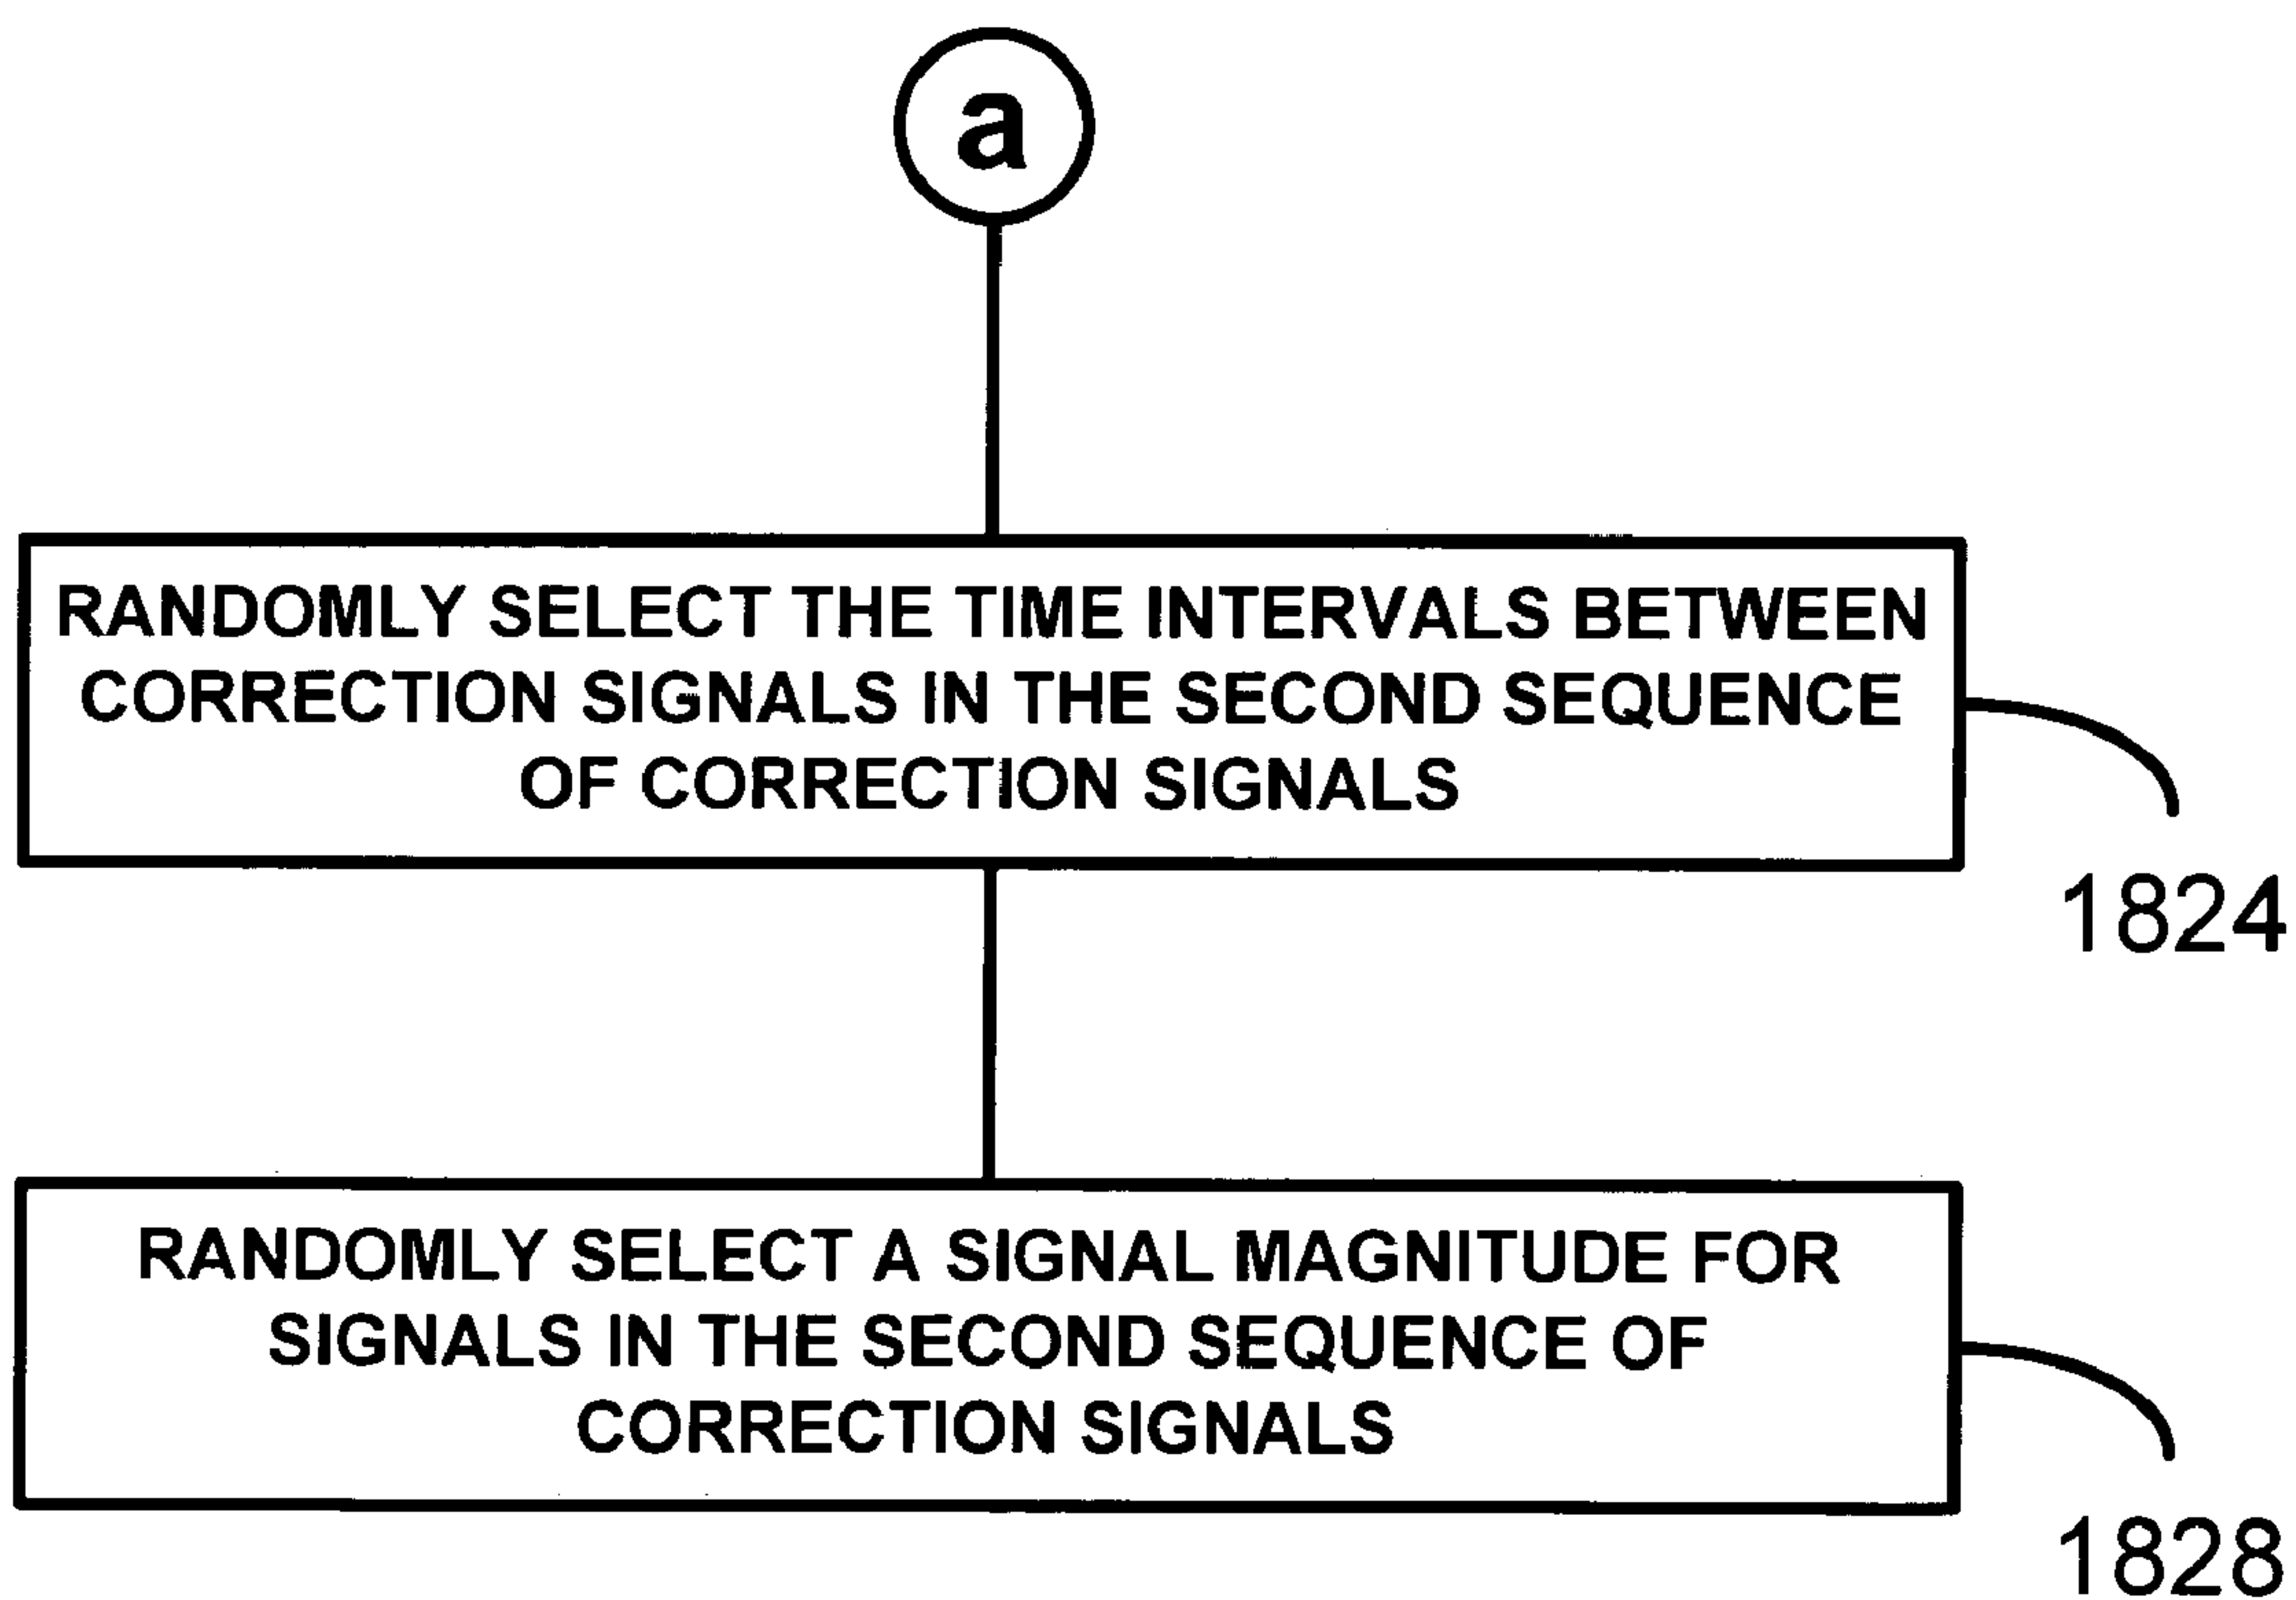 a
RANDOMLY SELECT THE TIME INTERVALS BETWEEN
CORRECTION SIGNALS IN THE SECOND SEQUENCE
OF CORRECTION SIGNALS
1824
RANDOMLY SELECT A SIGNAL MAGNITUDE FOR
SIGNALS IN THE SECOND SEQUENCE OF
CORRECTION SIGNALS
1828